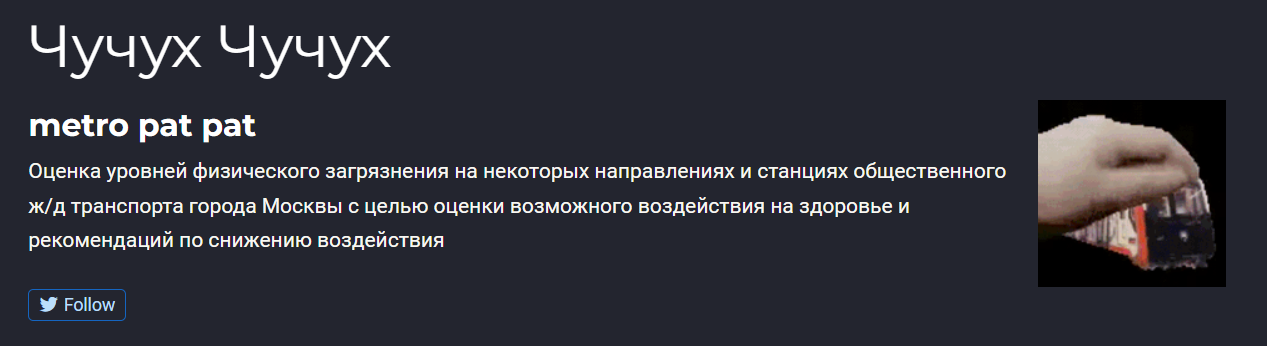 Чучух Чучух
metro pat pat
Оценка уровней физического загрязнения на некоторых направлениях и станциях общественного
ж/д транспорта города Москвы с целью оценки возможного воздействия на здоровье и
рекомендаций по снижению воздействия
Follow